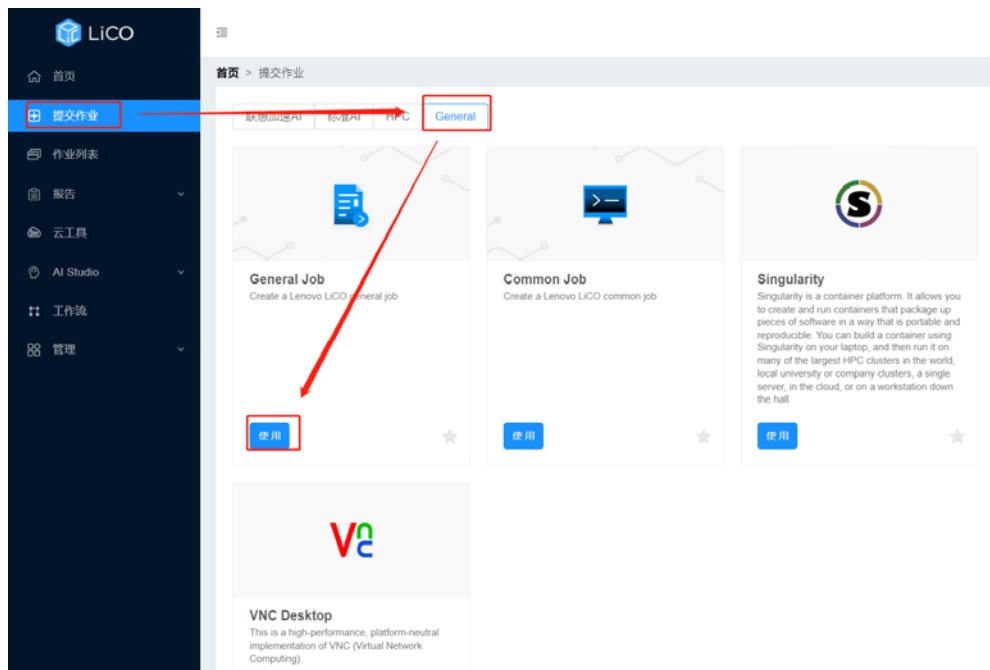 LiCO
首页
提交作业
作业列表
报告
云工具
AI Studio
工作流
管理
首页 > 提交作业
联想加速AI
标准AI
HPC
General
General Job
Create a Lenovo LiCO general job
使用
Common Job
Create a Lenovo LiCO common job
使用
S
Singularity
Singularity is a container platform. It allows you
to create and run containers that package up
pieces of software in a way that is portable and
reproducible. You can build a container using
Singularity on your laptop, and then run it on
many of the largest HPC clusters in the world,
local university or company clusters, a single
server, in the cloud, or on a workstation down
the hall.
使用
Vnc
VNC Desktop
This is a high-performance, platform-neutral
implementation of VNC (Virtual Network
Computing).